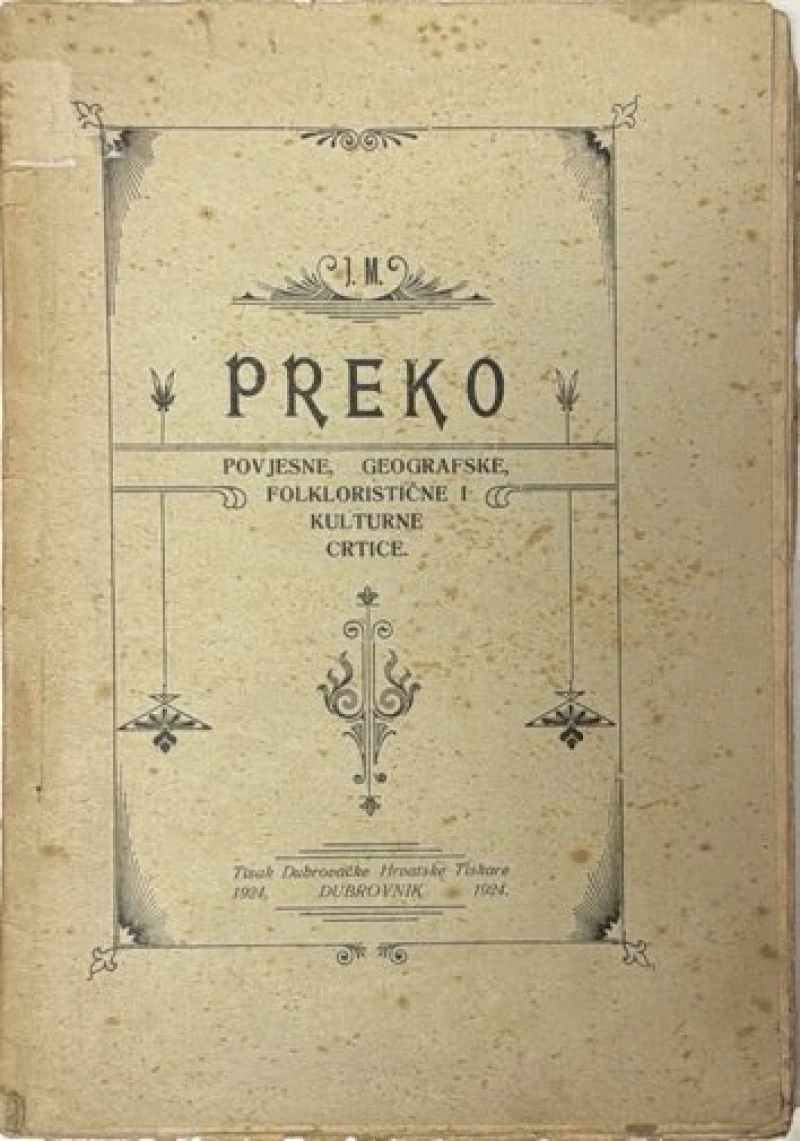 J. M.
PREKO
POVJESNE, GEOGRAFSKE,
FOLKLORISTIČNE I
KULTURNE
CRTICE.
Tisak Dubrovačke Hrvatske Tiskare
1924. DUBROVNIK 1924.